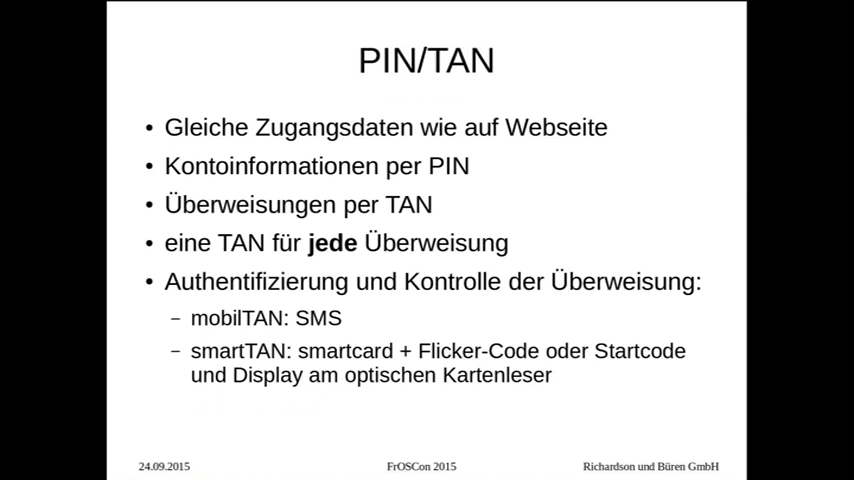 PIN/TAN
• Gleiche Zugangsdaten wie auf Webseite
• Kontoinformationen per PIN
• Überweisungen per TAN
• eine TAN für jede Überweisung
• Authentifizierung und Kontrolle der Überweisung:
– mobilTAN: SMS
– smartTAN: smartcard + Flicker-Code oder Startcode
und Display am optischen Kartenleser
24.09.2015 FrOSCon 2015 Richardson und Büren GmbH